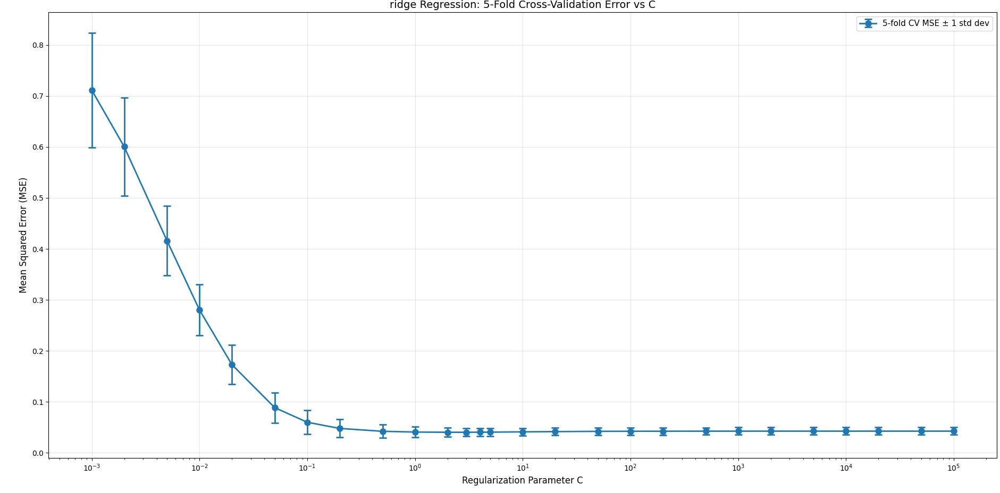 ridge Regression: 5-Fold Cross-Validation Error vs C
5-fold CV MSE ± 1 std dev
Mean Squared Error (MSE)
0.8
0.7
0.6
0.5
0.4
0.3
0.2
0.1
0.0
10⁻³ 10⁻² 10⁻¹ 10⁰ 10¹ 10² 10³ 10⁴ 10⁵
Regularization Parameter C